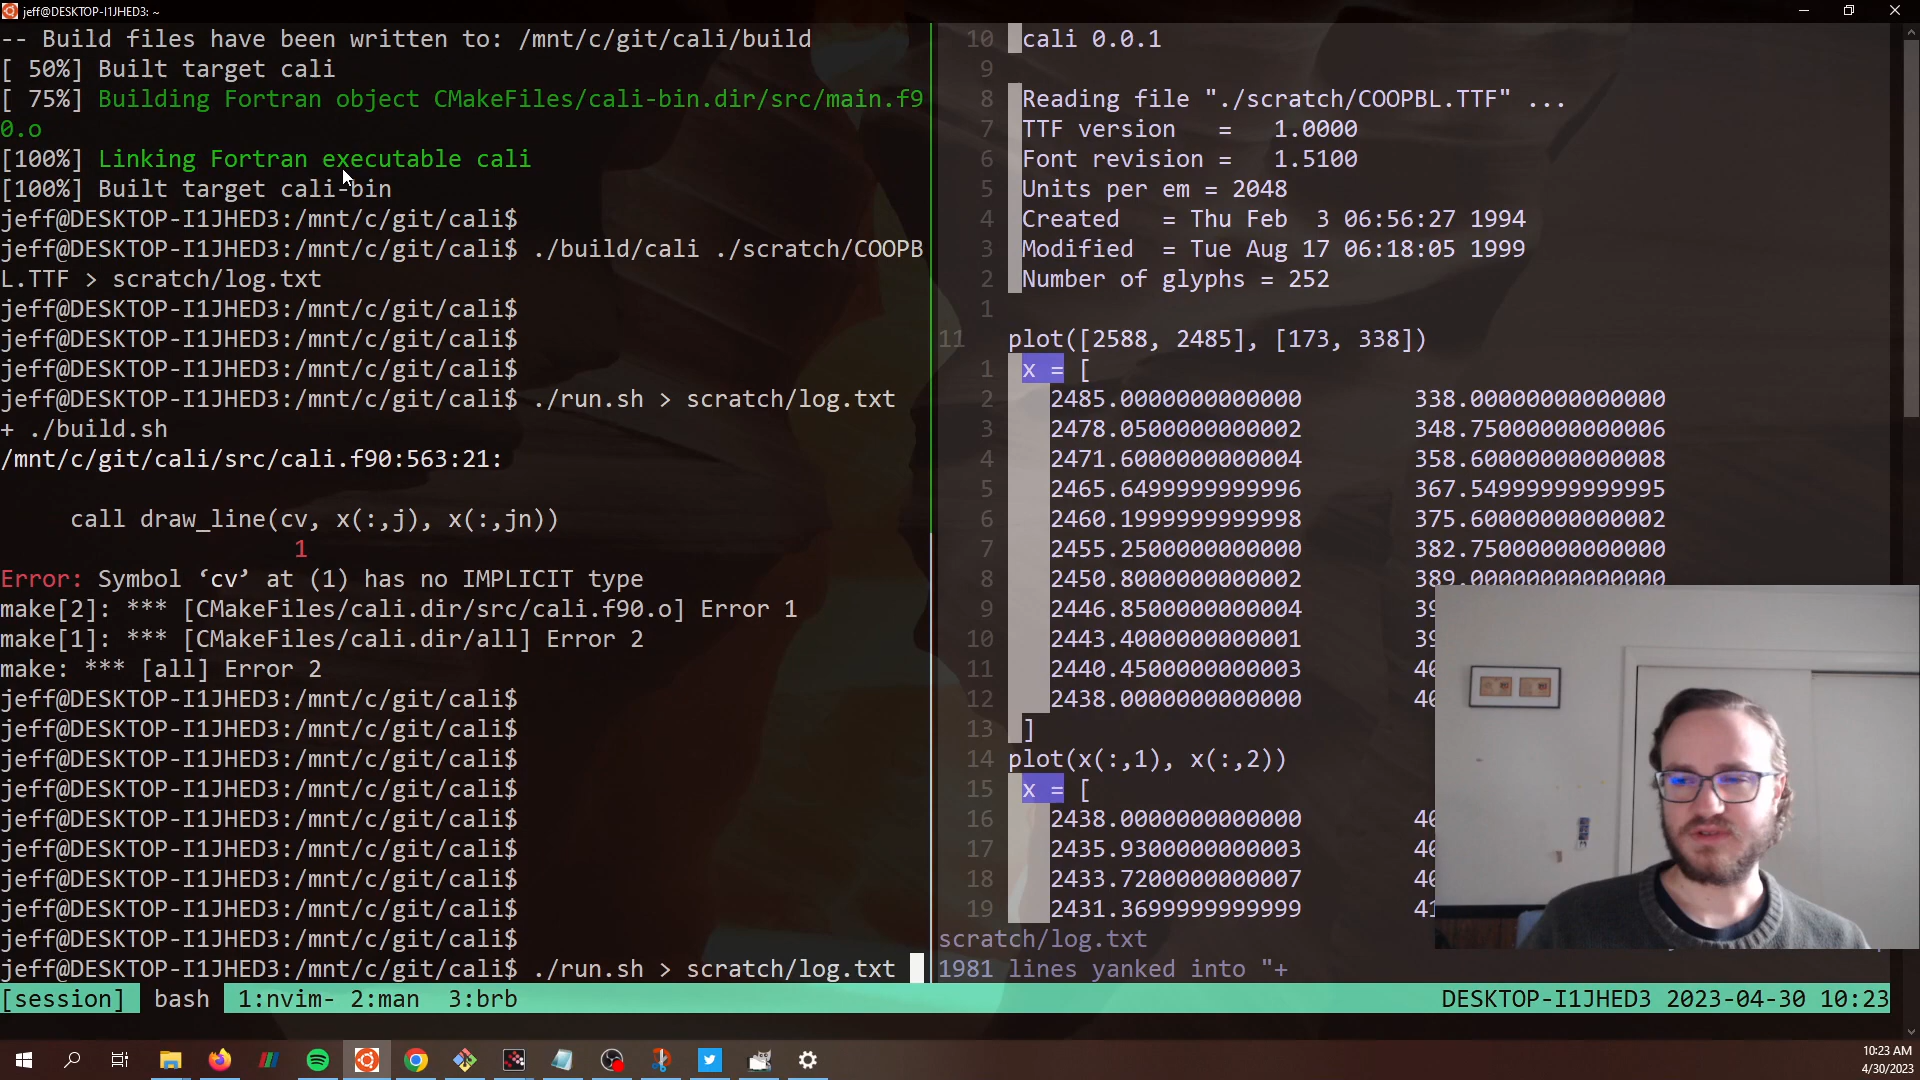 jeff@DESKTOP-I1JHED3: ~
-- Build files have been written to: /mnt/c/git/cali/build
[ 50%] Built target cali
[ 75%] Building Fortran object CMakeFiles/cali-bin.dir/src/main.f9
0.o
[100%] Linking Fortran executable cali
[100%] Built target cali-bin
jeff@DESKTOP-I1JHED3:/mnt/c/git/cali$
jeff@DESKTOP-I1JHED3:/mnt/c/git/cali$ ./build/cali ./scratch/COOPB
L.TTF > scratch/log.txt
jeff@DESKTOP-I1JHED3:/mnt/c/git/cali$
jeff@DESKTOP-I1JHED3:/mnt/c/git/cali$
jeff@DESKTOP-I1JHED3:/mnt/c/git/cali$
jeff@DESKTOP-I1JHED3:/mnt/c/git/cali$ ./run.sh > scratch/log.txt
+ ./build.sh
/mnt/c/git/cali/src/cali.f90:563:21:
call draw_line(cv, x(:,j), x(:,jn))
1
Error: Symbol ‘cv’ at (1) has no IMPLICIT type
make[2]: *** [CMakeFiles/cali.dir/src/cali.f90.o] Error 1
make[1]: *** [CMakeFiles/cali.dir/all] Error 2
make: *** [all] Error 2
jeff@DESKTOP-I1JHED3:/mnt/c/git/cali$
jeff@DESKTOP-I1JHED3:/mnt/c/git/cali$
jeff@DESKTOP-I1JHED3:/mnt/c/git/cali$
jeff@DESKTOP-I1JHED3:/mnt/c/git/cali$
jeff@DESKTOP-I1JHED3:/mnt/c/git/cali$
jeff@DESKTOP-I1JHED3:/mnt/c/git/cali$
jeff@DESKTOP-I1JHED3:/mnt/c/git/cali$
jeff@DESKTOP-I1JHED3:/mnt/c/git/cali$
jeff@DESKTOP-I1JHED3:/mnt/c/git/cali$
jeff@DESKTOP-I1JHED3:/mnt/c/git/cali$ ./run.sh > scratch/log.txt
10 cali 0.0.1
9
8 Reading file "./scratch/COOPBL.TTF" ...
7 TTF version = 1.0000
6 Font revision = 1.5100
5 Units per em = 2048
4 Created = Thu Feb 3 06:56:27 1994
3 Modified = Tue Aug 17 06:18:05 1999
2 Number of glyphs = 252
1
11 plot([2588, 2485], [173, 338])
1 x = [
2 2485.0000000000000 338.00000000000000
3 2478.0500000000002 348.75000000000006
4 2471.6000000000004 358.60000000000008
5 2465.6499999999996 367.54999999999995
6 2460.1999999999998 375.60000000000002
7 2455.2500000000000 382.75000000000000
8 2450.8000000000002 389.00000000000000
9 2446.8500000000004 39
10 2443.4000000000001 39
11 2440.4500000000003 40
12 2438.0000000000000 40
13 ]
14 plot(x(:,1), x(:,2))
15 x = [
16 2438.0000000000000 40
17 2435.9300000000003 40
18 2433.7200000000007 40
19 2431.3699999999999 41
scratch/log.txt
1981 lines yanked into "+
[session] bash 1:nvim- 2:man 3:brb
DESKTOP-I1JHED3 2023-04-30 10:23
10:23 AM
4/30/2023